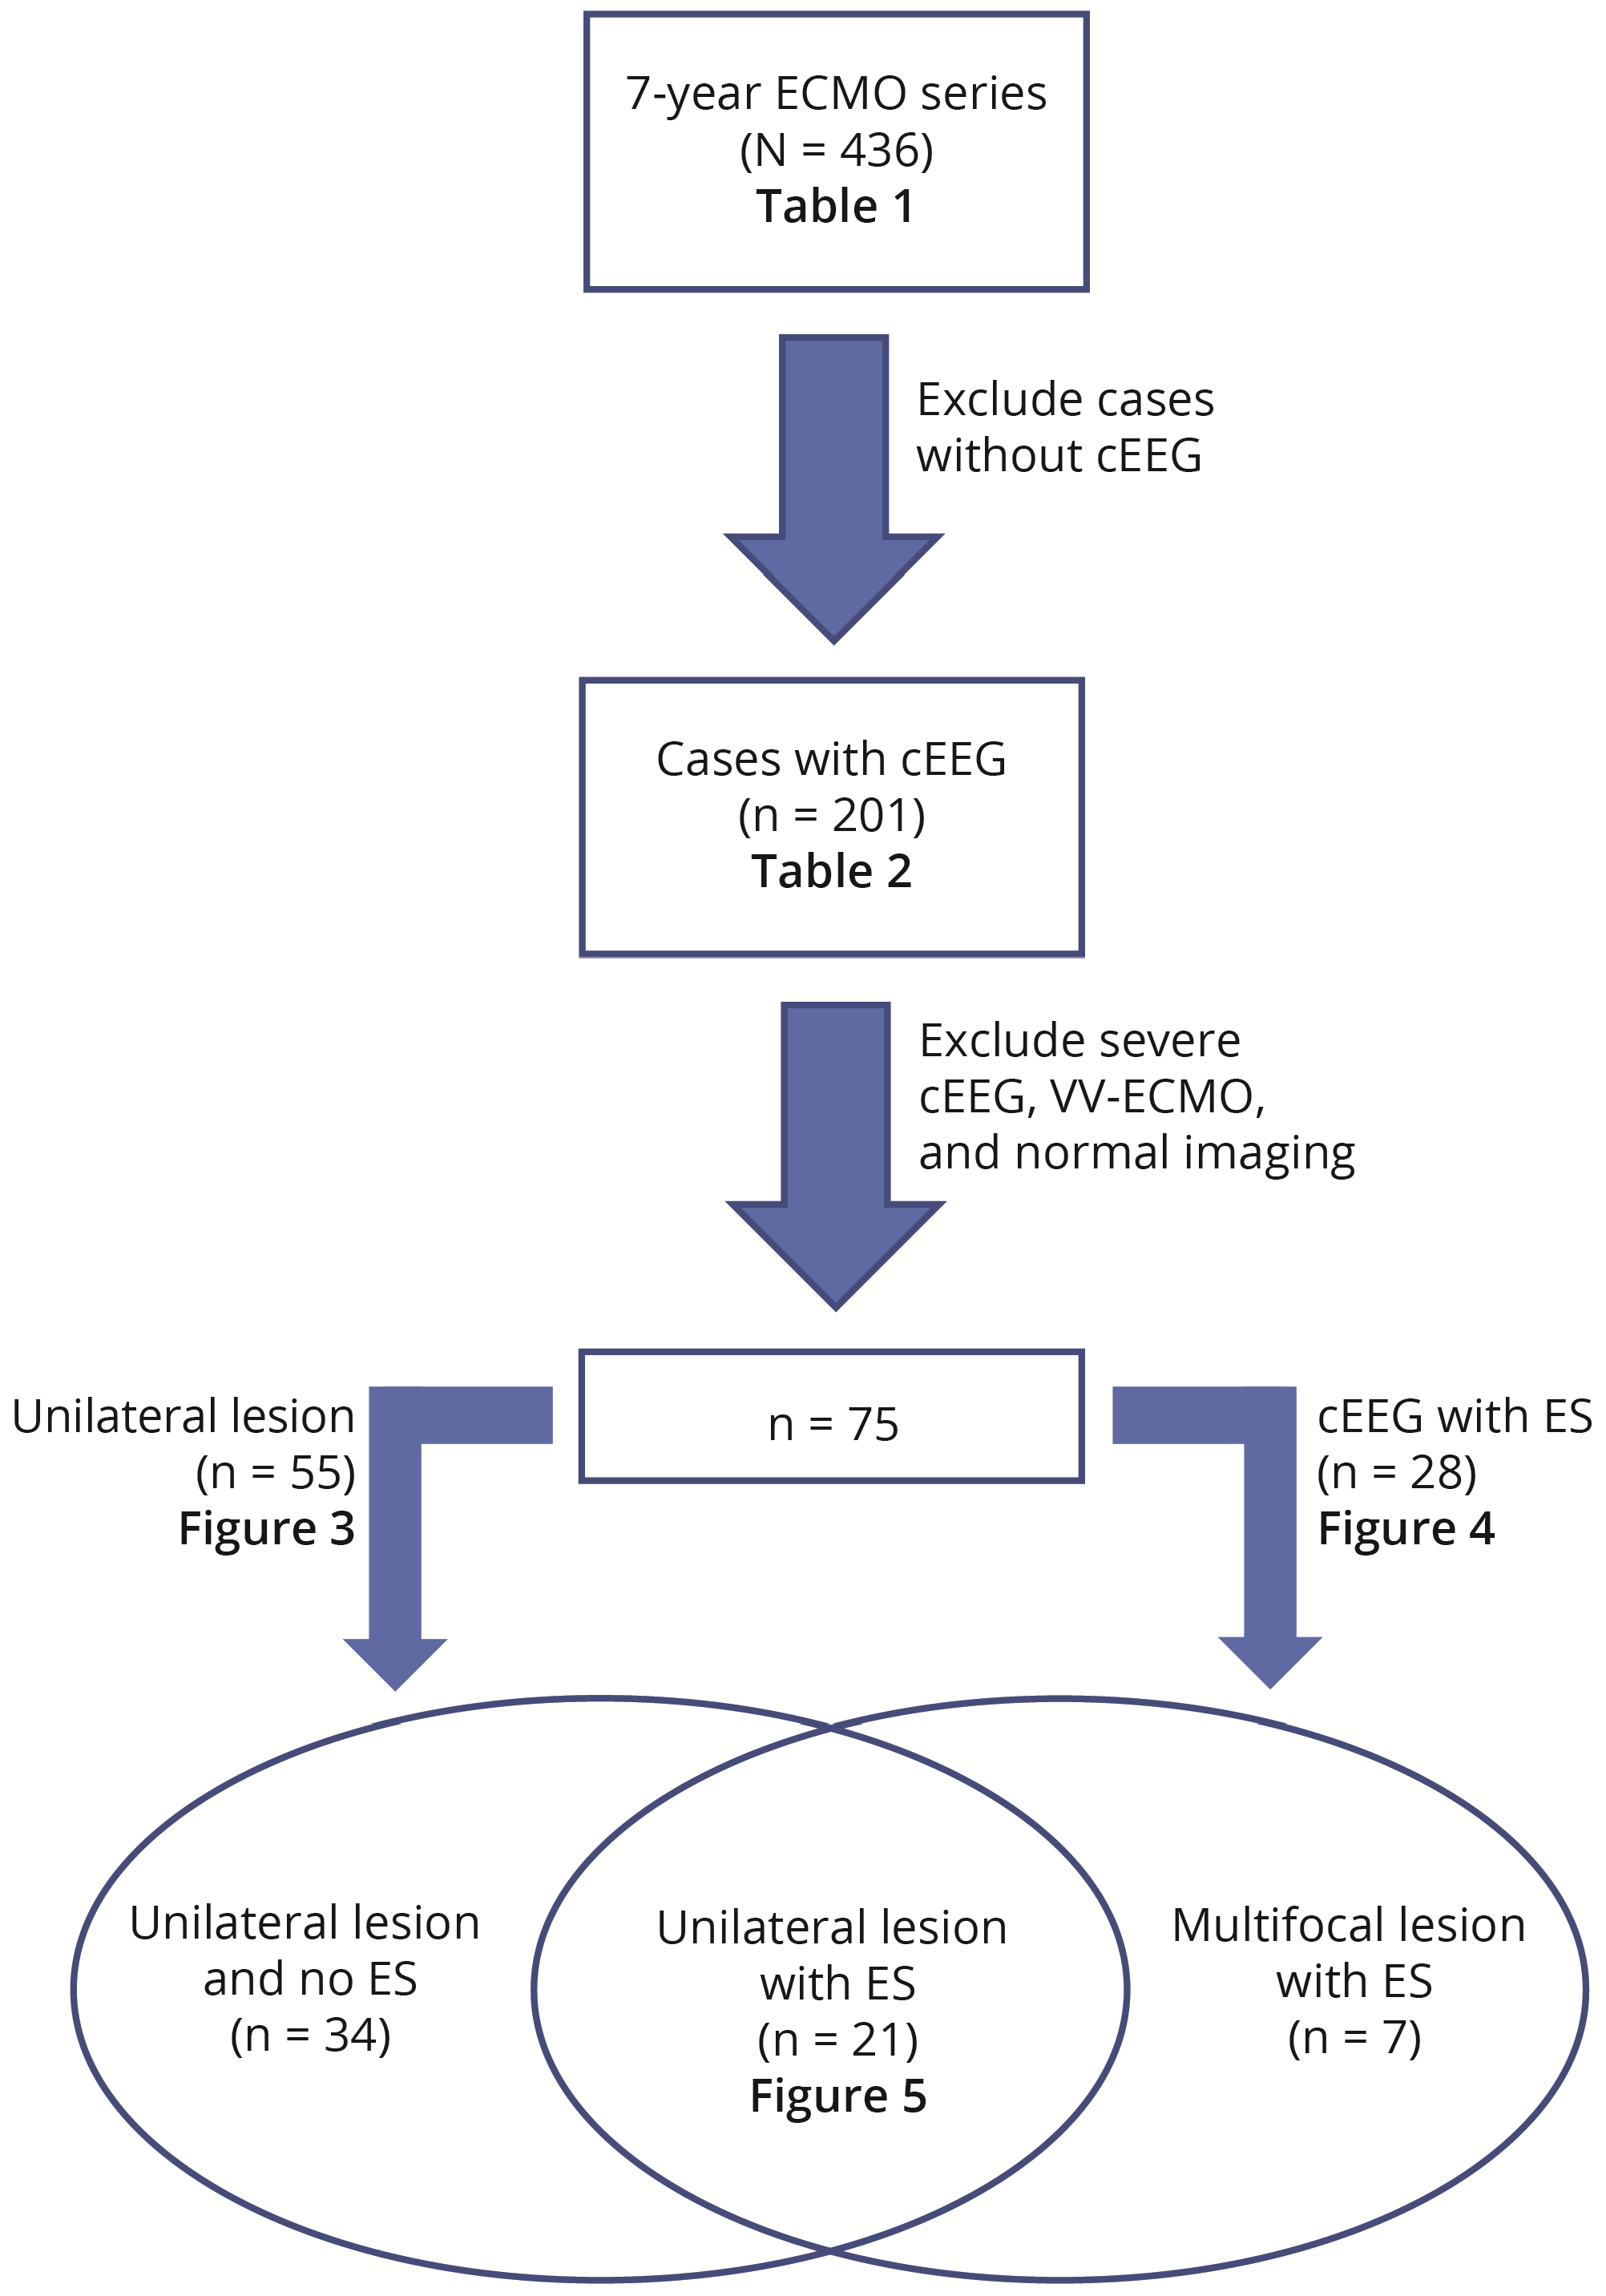 7-year ECMO series
(N = 436)
Table 1
Exclude cases
without cEEG
Cases with cEEG
(n = 201)
Table 2
Exclude severe
cEEG, VV-ECMO,
and normal imaging
n = 75
Unilateral lesion
(n = 55)
Figure 3
cEEG with ES
(n = 28)
Figure 4
Unilateral lesion
and no ES
(n = 34)
Unilateral lesion
with ES
(n = 21)
Figure 5
Multifocal lesion
with ES
(n = 7)